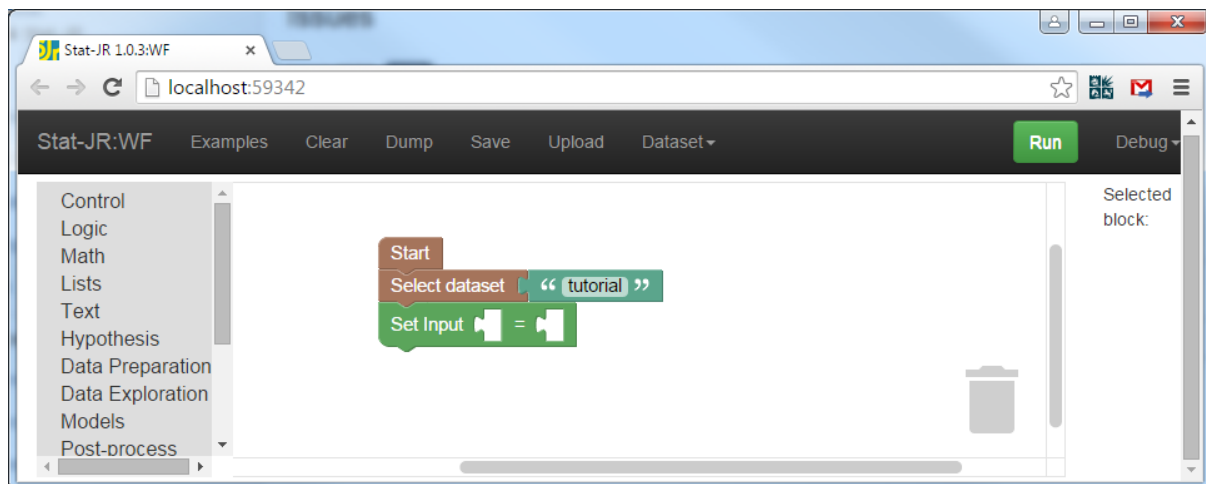 Issues
Stat-JR 1.0.3:WF
localhost:59342
Stat-JR:WF Examples Clear Dump Save Upload Dataset Run Debug
Control
Logic
Math
Lists
Text
Hypothesis
Data Preparation
Data Exploration
Models
Post-process
Start
Select dataset “ tutorial ”
Set Input =
Selected
block: